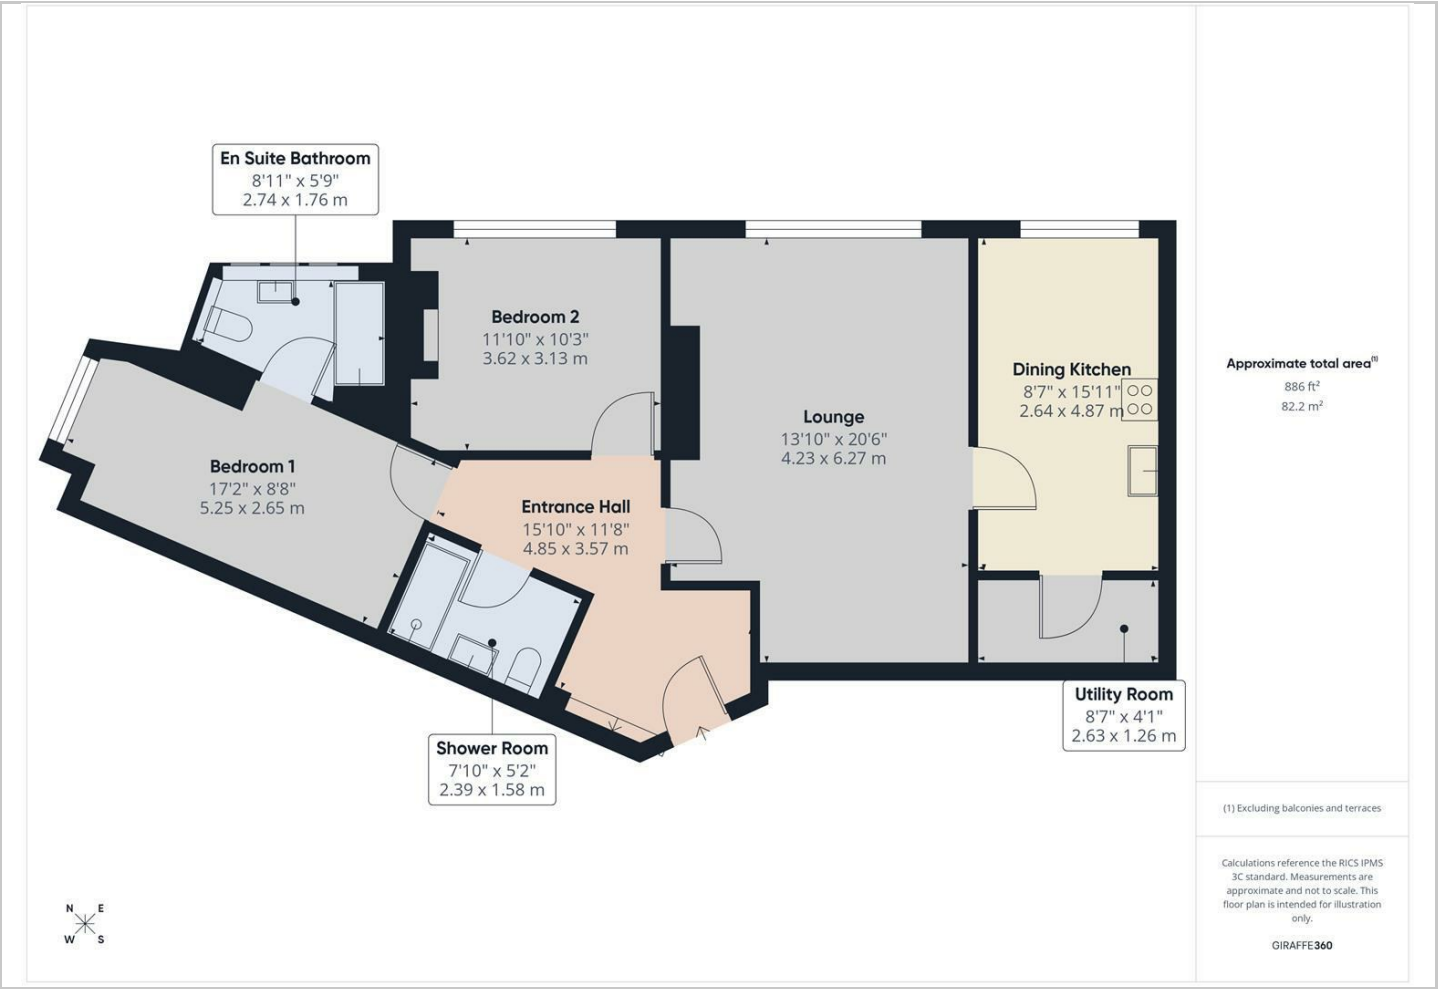 En Suite Bathroom
8'11" x 5'9"
2.74 x 1.76 m
Bedroom 2
11'10" x 10'3"
3.62 x 3.13 m
Dining Kitchen
8'7" x 15'11"
2.64 x 4.87 m
Lounge
13'10" x 20'6"
4.23 x 6.27 m
Bedroom 1
17'2" x 8'8"
5.25 x 2.65 m
Entrance Hall
15'10" x 11'8"
4.85 x 3.57 m
Utility Room
8'7" x 4'1"
2.63 x 1.26 m
Shower Room
7'10" x 5'2"
2.39 x 1.58 m
N E
W S
Approximate total area⁽¹⁾
886 ft²
82.2 m²
(1) Excluding balconies and terraces
Calculations reference the RICS IPMS
3C standard. Measurements are
approximate and not to scale. This
floor plan is intended for illustration
only.
GIRAFFE360